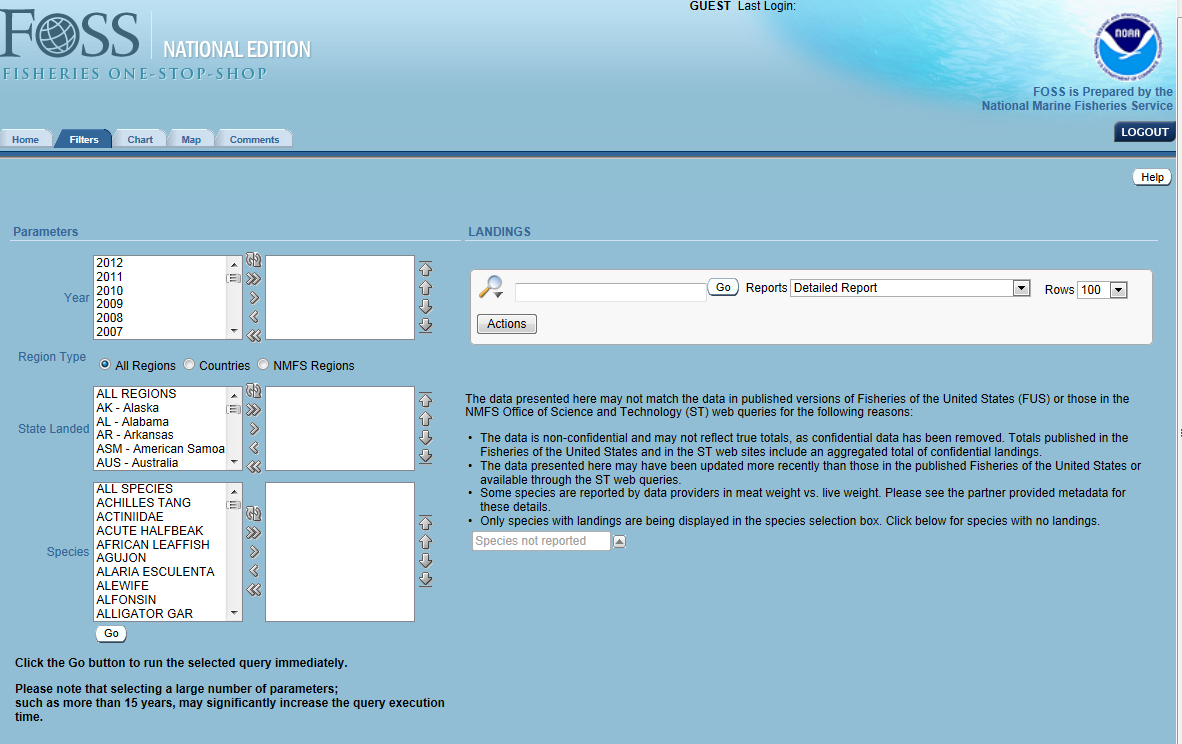 GUEST Last Login:
FOSS NATIONAL EDITION
FISHERIES ONE-STOP-SHOP
NOAA
FOSS is Prepared by the
National Marine Fisheries Service
Home Filters Chart Map Comments
LOGOUT
Help
Parameters
Year
2012
2011
2010
2009
2008
2007
Region Type
All Regions Countries NMFS Regions
State Landed
ALL REGIONS
AK - Alaska
AL - Alabama
AR - Arkansas
ASM - American Samoa
AUS - Australia
Species
ALL SPECIES
ACHILLES TANG
ACTINIIDAE
ACUTE HALFBEAK
AFRICAN LEAFFISH
AGUJON
ALARIA ESCULENTA
ALEWIFE
ALFONSIN
ALLIGATOR GAR
Go
Click the Go button to run the selected query immediately.
Please note that selecting a large number of parameters;
such as more than 15 years, may significantly increase the query execution
time.
LANDINGS
Go Reports Detailed Report Rows 100
Actions
The data presented here may not match the data in published versions of Fisheries of the United States (FUS) or those in the
NMFS Office of Science and Technology (ST) web queries for the following reasons:
• The data is non-confidential and may not reflect true totals, as confidential data has been removed. Totals published in the
Fisheries of the United States and in the ST web sites include an aggregated total of confidential landings.
• The data presented here may have been updated more recently than those in the published Fisheries of the United States or
available through the ST web queries.
• Some species are reported by data providers in meat weight vs. live weight. Please see the partner provided metadata for
these details.
• Only species with landings are being displayed in the species selection box. Click below for species with no landings.
Species not reported